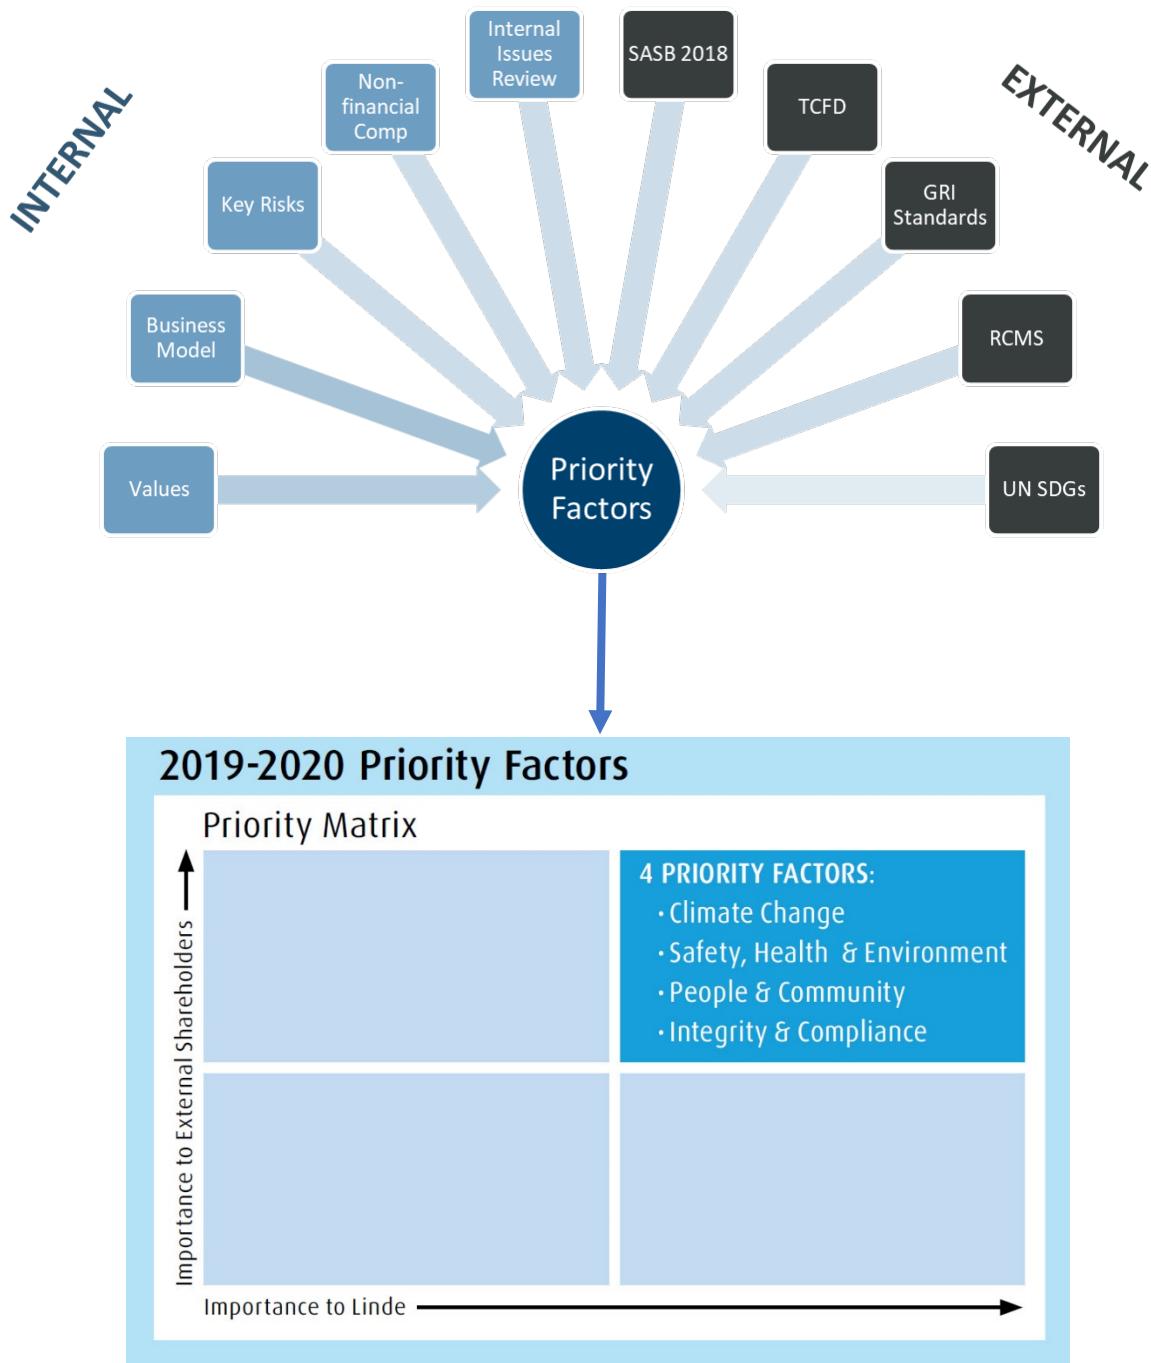 INTERNAL
EXTERNAL
Internal
Issues
Review
SASB 2018
Non-
financial
Comp
TCFD
Key Risks
GRI
Standards
Business
Model
RCMS
Values
Priority
Factors
UN SDGs
2019-2020 Priority Factors
Priority Matrix
Importance to External Shareholders
4 PRIORITY FACTORS:
· Climate Change
· Safety, Health & Environment
· People & Community
· Integrity & Compliance
Importance to Linde